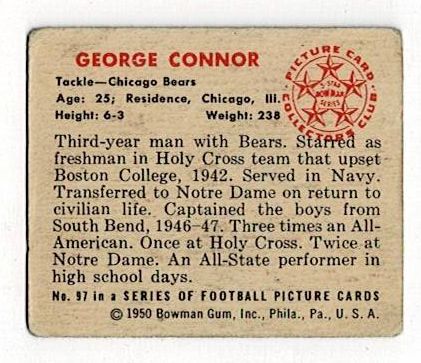 GEORGE CONNOR
Tackle—Chicago Bears
Age: 25; Residence, Chicago, Ill.
Height: 6-3 Weight: 238
PICTURE CARD
5 STAR
BOWMAN
SERIES
COLLECTORS CLUB
Third-year man with Bears. Starred as
freshman in Holy Cross team that upset
Boston College, 1942. Served in Navy.
Transferred to Notre Dame on return to
civilian life. Captained the boys from
South Bend, 1946-47. Three times an All-
American. Once at Holy Cross. Twice at
Notre Dame. An All-State performer in
high school days.
No. 97 in a SERIES OF FOOTBALL PICTURE CARDS
©1950 Bowman Gum, Inc., Phila., Pa., U. S. A.